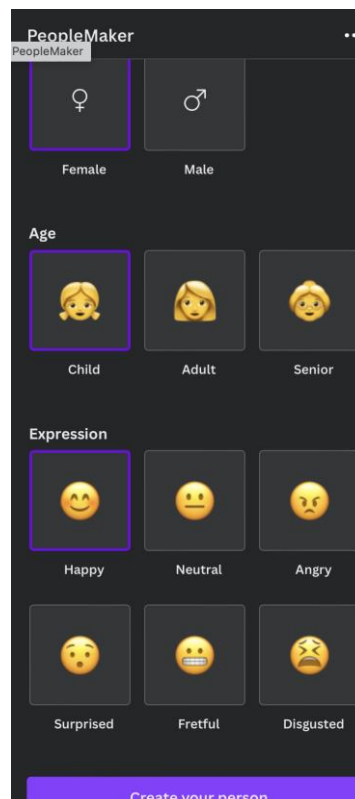 PeopleMaker
PeopleMaker
Female Male
Age
Child Adult Senior
Expression
Happy Neutral Angry
Surprised Fretful Disgusted
Create your person